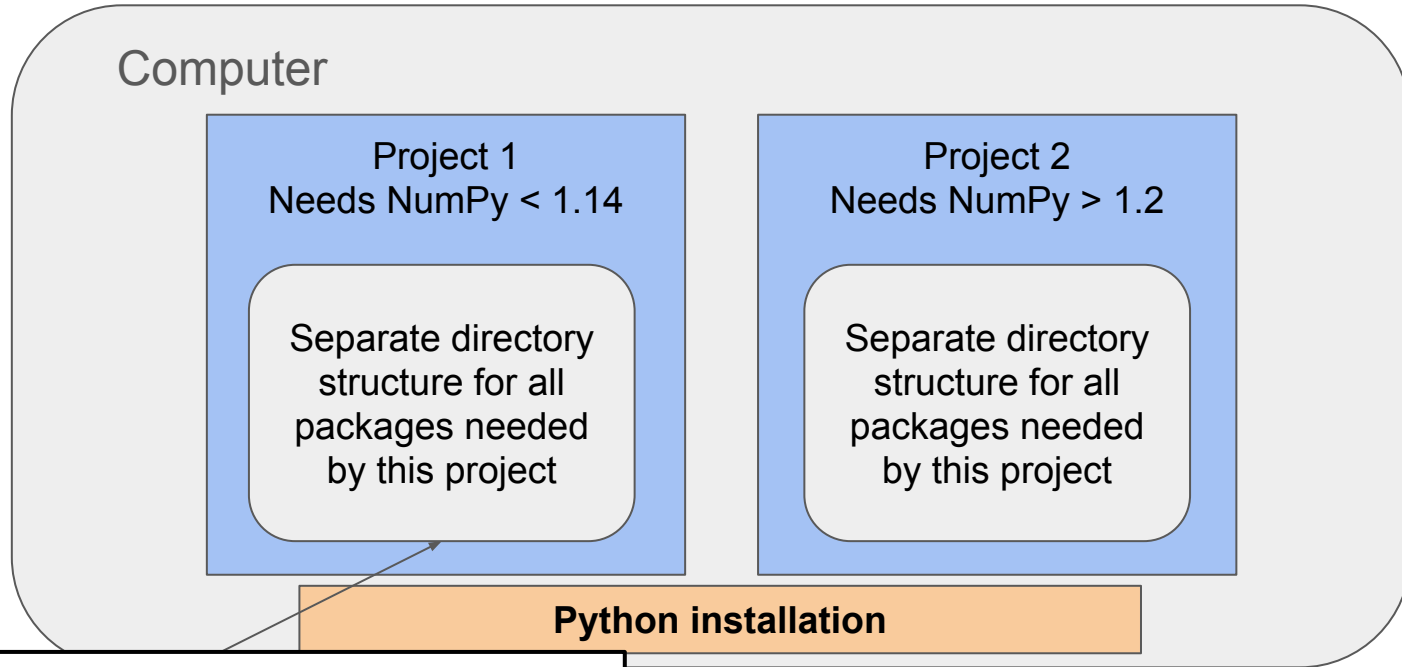 Computer
Project 1
Needs NumPy < 1.14
Separate directory
structure for all
packages needed
by this project
Project 2
Needs NumPy > 1.2
Separate directory
structure for all
packages needed
by this project
Python installation